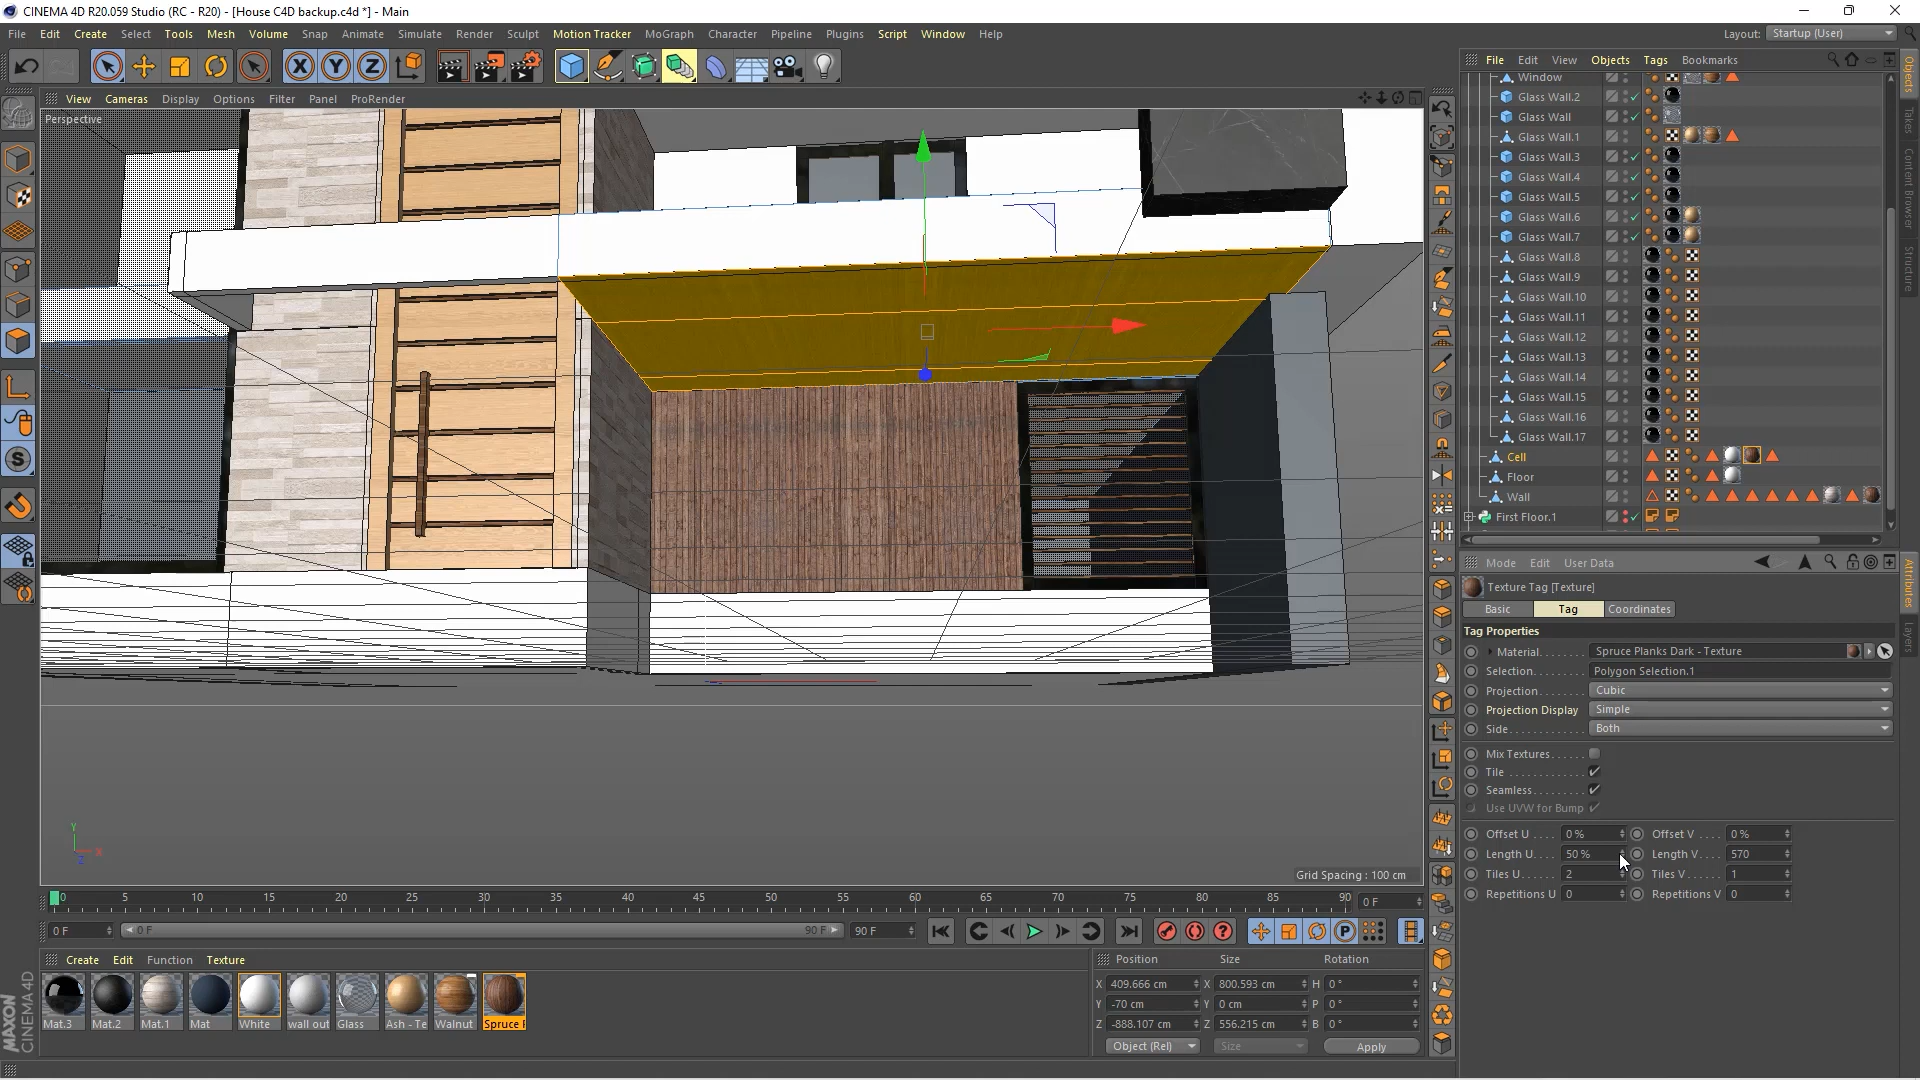 CINEMA 4D R20.059 Studio (RC - R20) - [House C4D backup.c4d *] - Main
File Edit Create Select Tools Mesh Volume Snap Animate Simulate Render Sculpt Motion Tracker MoGraph Character Pipeline Plugins Script Window Help
Layout: Startup (User)
File Edit View Objects Tags Bookmarks
View Cameras Display Options Filter Panel ProRender
Perspective
Window
Glass Wall.2
Glass Wall
Glass Wall.1
Glass Wall.3
Glass Wall.4
Glass Wall.5
Glass Wall.6
Glass Wall.7
Glass Wall.8
Glass Wall.9
Glass Wall.10
Glass Wall.11
Glass Wall.12
Glass Wall.13
Glass Wall.14
Glass Wall.15
Glass Wall.16
Glass Wall.17
Cell
Floor
Wall
First Floor.1
Objects
Takes
Content Browser
Structure
Mode Edit User Data
Texture Tag [Texture]
Basic Tag Coordinates
Tag Properties
Material Spruce Planks Dark - Texture
Selection Polygon Selection.1
Projection Cubic
Projection Display Simple
Side Both
Mix Textures
Tile
Seamless
Use UVW for Bump
Offset U 0 % Offset V 0 %
Length U 50 % Length V 570
Tiles U 2 Tiles V 1
Repetitions U 0 Repetitions V 0
Attributes
Layers
Y
X
Z
Grid Spacing : 100 cm
0 5 10 15 20 25 30 35 40 45 50 55 60 65 70 75 80 85 90 0 F
0 F 0 F 90 F 90 F
Create Edit Function Texture
Mat.3 Mat.2 Mat.1 Mat White wall out Glass Ash - Te Walnut Spruce F
Position Size Rotation
X 409.666 cm X 800.593 cm H 0 °
Y -70 cm Y 0 cm P 0 °
Z -888.107 cm Z 556.215 cm B 0 °
Object (Rel) Size Apply
MAXON
CINEMA 4D